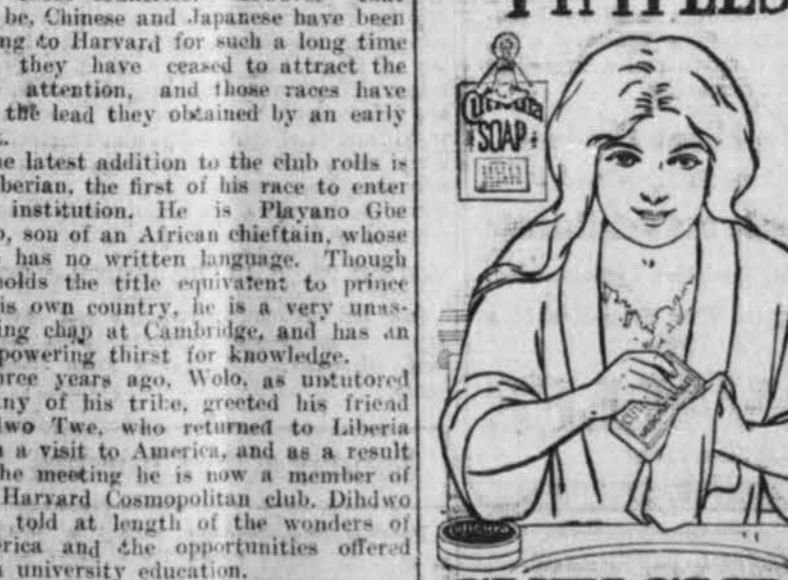 be, Chinese and Japanese have been
ng to Harvard for such a long time
they have ceased to attract the
attention, and those races have
the lead they obtained by an early
e latest addition to the club rolls is
berian, the first of his race to enter
institution. He is Playano Gbe
o, son of an African chieftain, whose
has no written language. Though
holds the title equivalent to prince
is own country, he is a very unas-
ing chap at Cambridge, and has an
powering thirst for knowledge.
hree years ago, Wolo, as untutored
any of his tribe, greeted his friend
wo Twe, who returned to Liberia
a visit to America, and as a result
he meeting he is now a member of
Harvard Cosmopolitan club. Dihdwo
told at length of the wonders of
erica and the opportunities offered
a university education.
PIMPLES
CUTICURA
SOAP